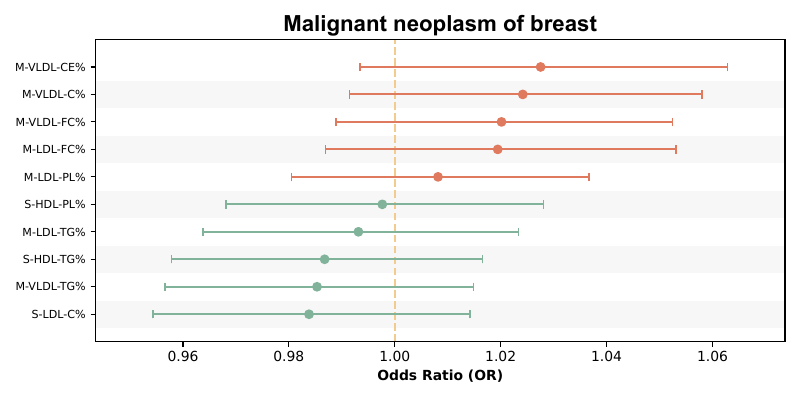 Malignant neoplasm of breast
M-VLDL-CE%
M-VLDL-C%
M-VLDL-FC%
M-LDL-FC%
M-LDL-PL%
S-HDL-PL%
M-LDL-TG%
S-HDL-TG%
M-VLDL-TG%
S-LDL-C%
0.96 0.98 1.00 1.02 1.04 1.06
Odds Ratio (OR)